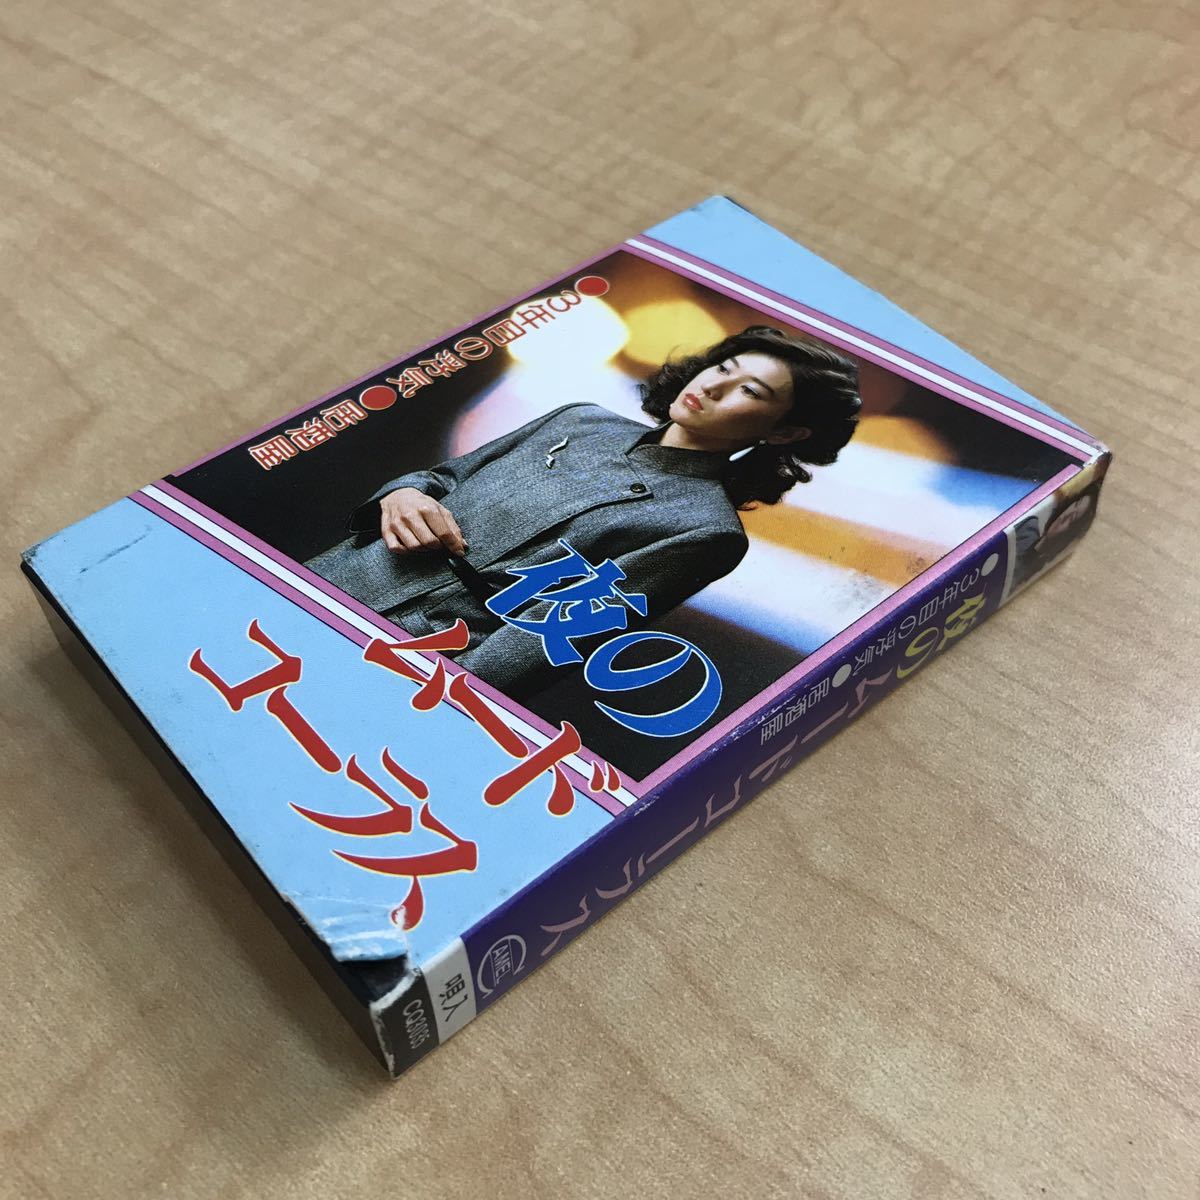 ●3年目の浮気●居酒屋
夜の
ムード
コーラス
●3年目の浮気●居酒屋
夜のムードコーラス
CAMEL
唄入
CQ3035